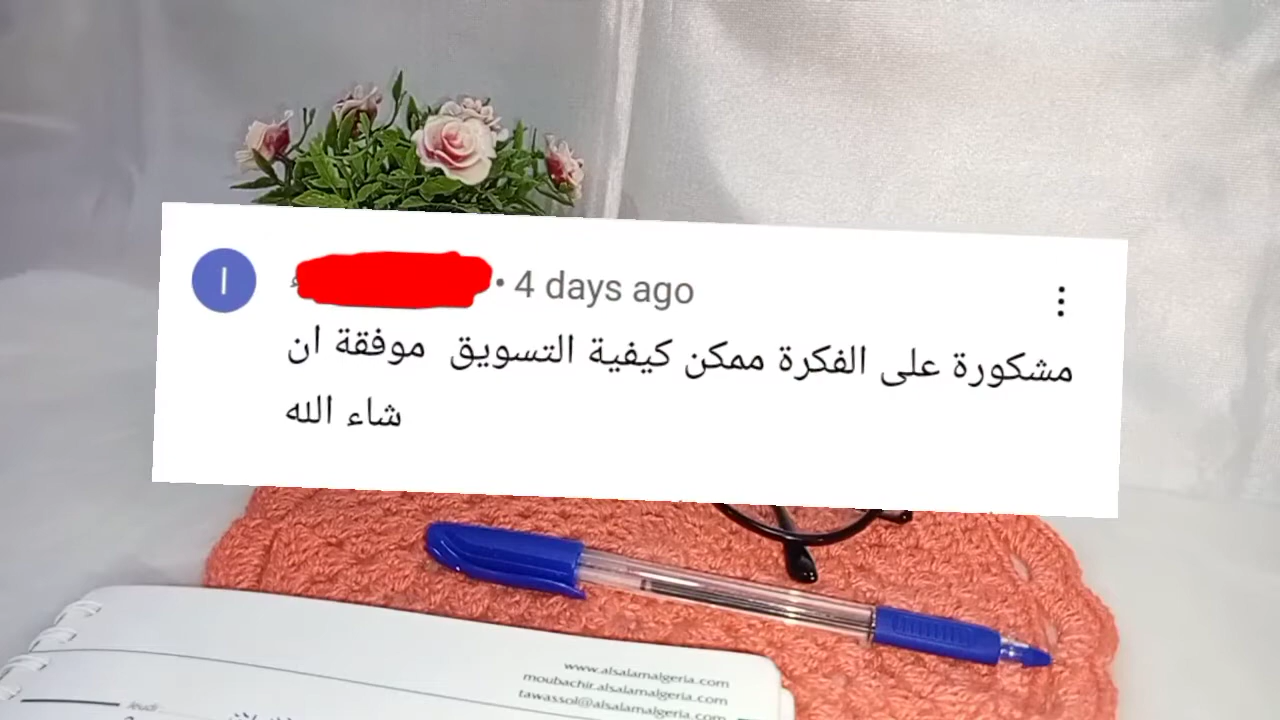 ا
• 4 days ago
مشكورة على الفكرة ممكن كيفية التسويق  موفقة ان
شاء الله
www.alsalamalgeria.com
moubachir.alsalamalgeria.com
tawassol@alsalamalgeria.com
Jeudi